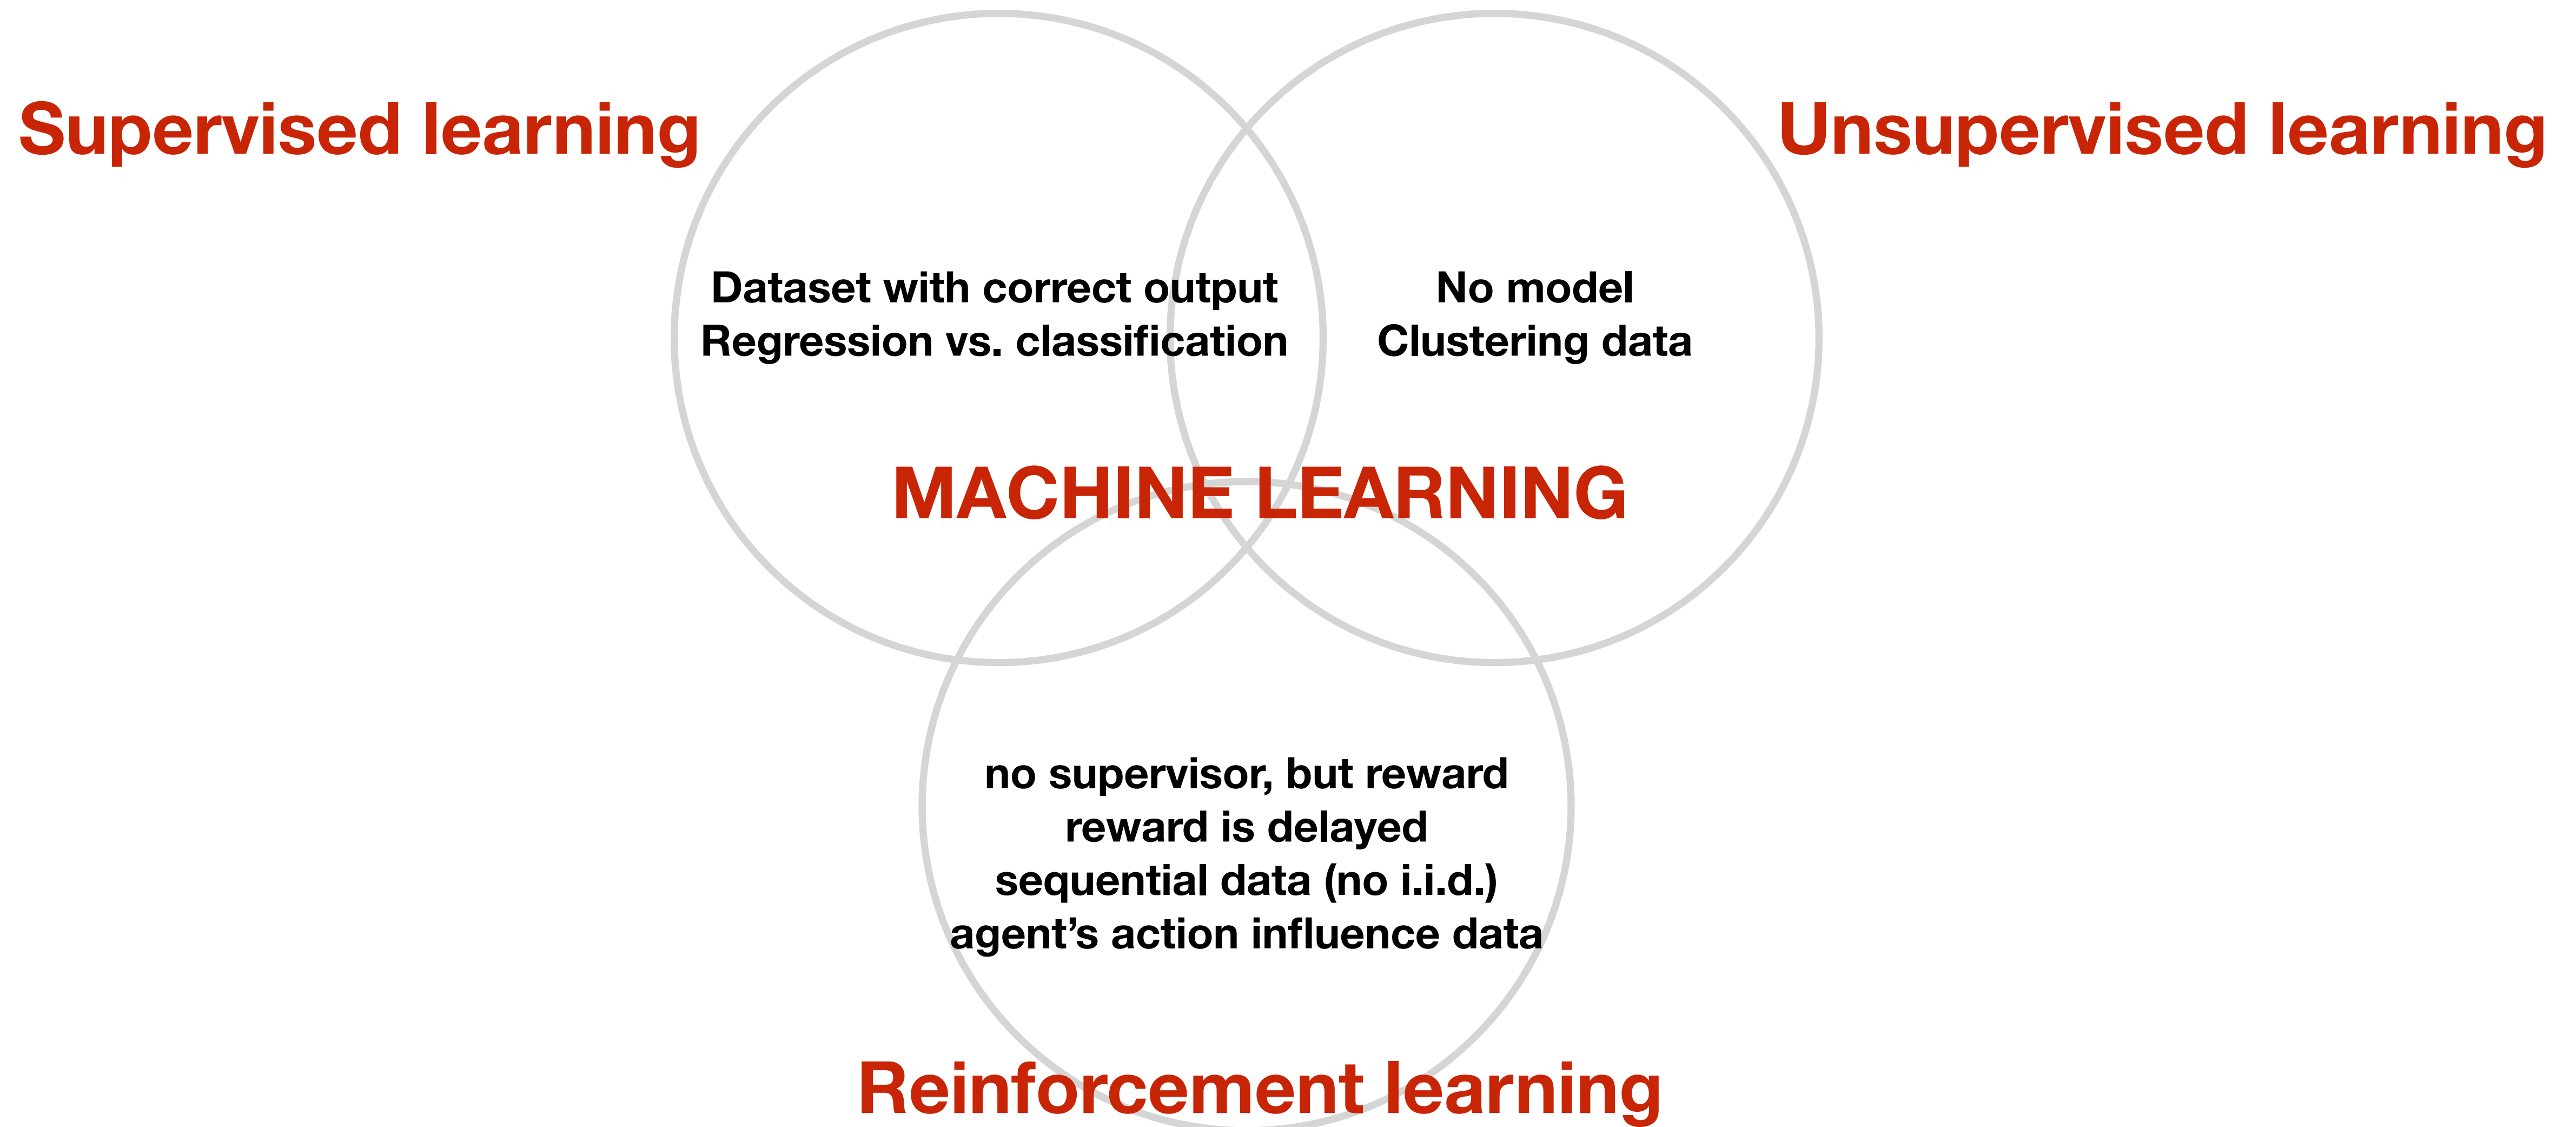 Supervised learning
Unsupervised learning
Dataset with correct output
Regression vs. classification
No model
Clustering data
MACHINE LEARNING
no supervisor, but reward
reward is delayed
sequential data (no i.i.d.)
agent’s action influence data
Reinforcement learning